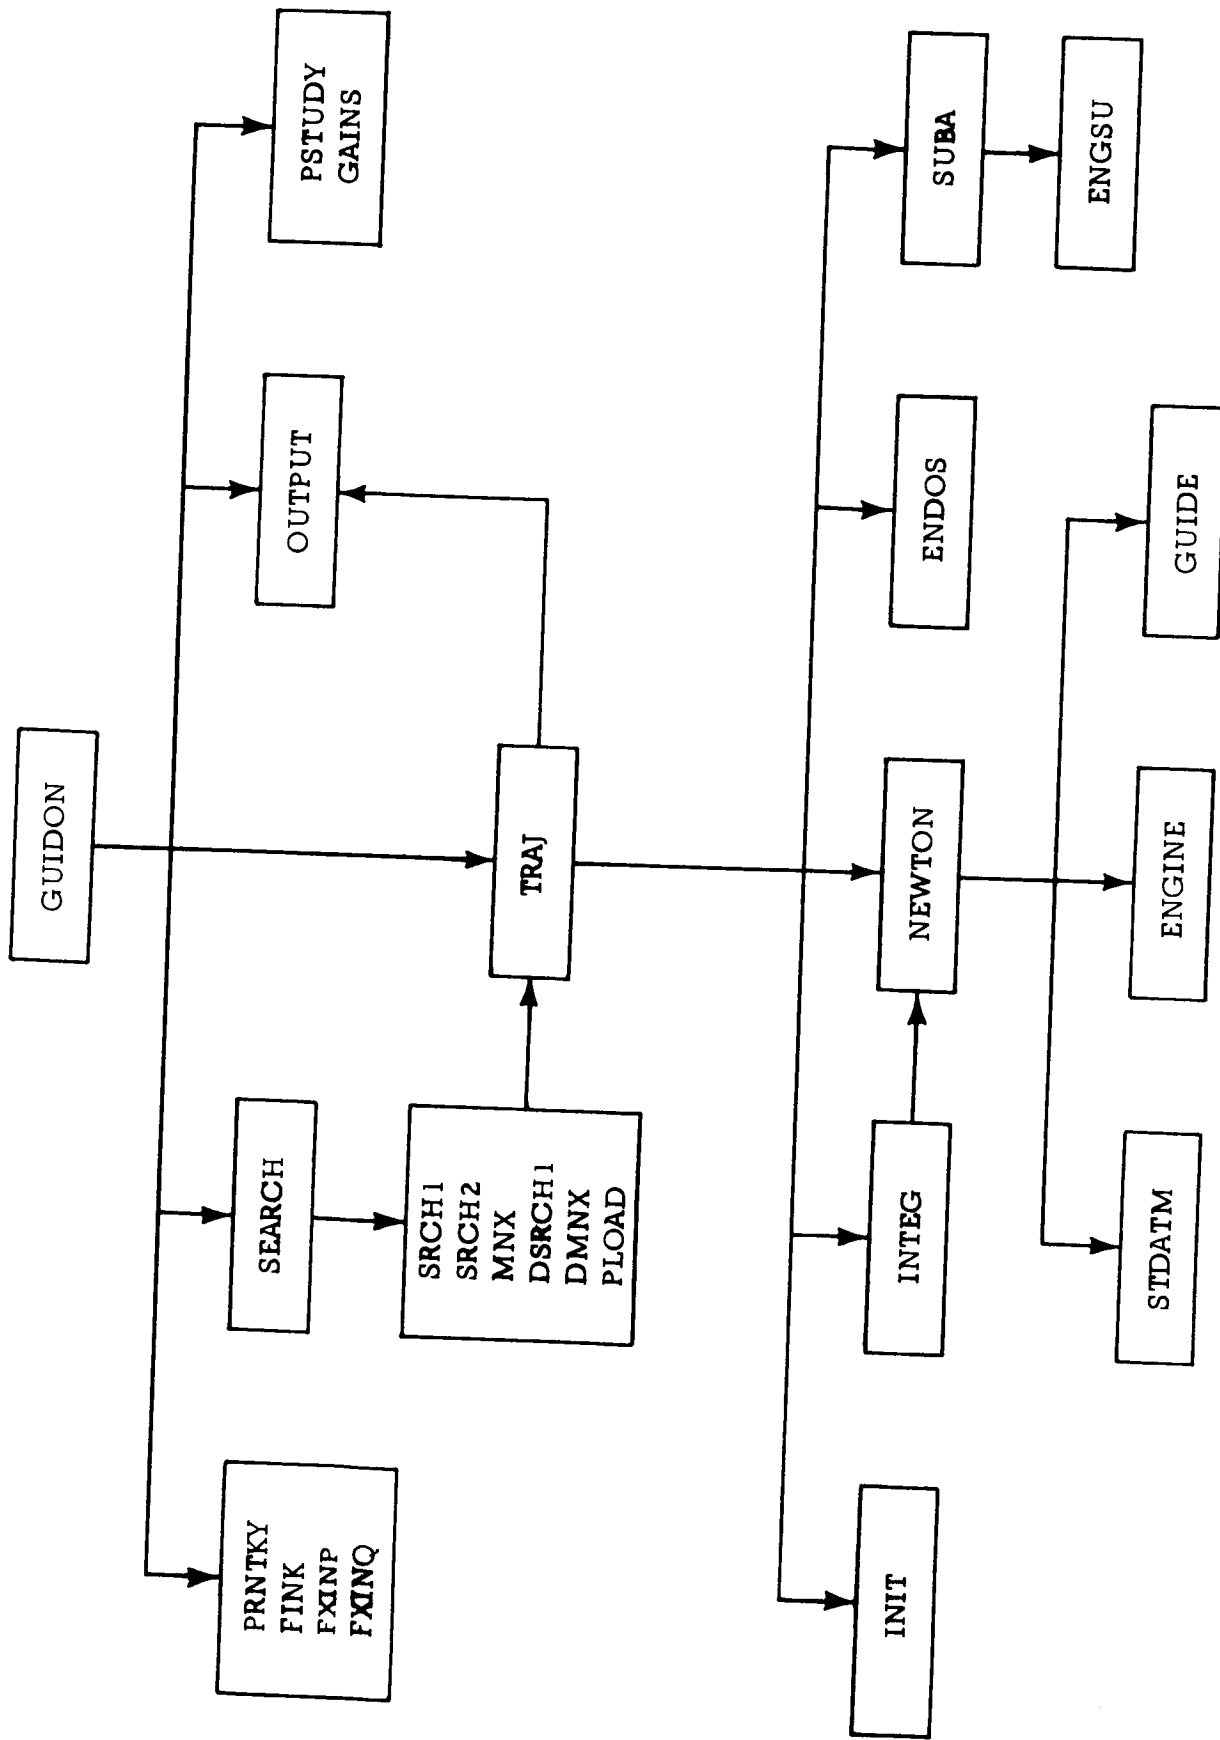 GUIDON
PRNTKY
FINK
FXINP
FXINQ
SEARCH
OUTPUT
PSTUDY
GAINS
SRCH1
SRCH2
MNX
DSRCH1
DMNX
PLOAD
TRAJ
INIT
INTEG
NEWTON
ENDOS
SUBA
STDATM
ENGINE
GUIDE
ENGSU